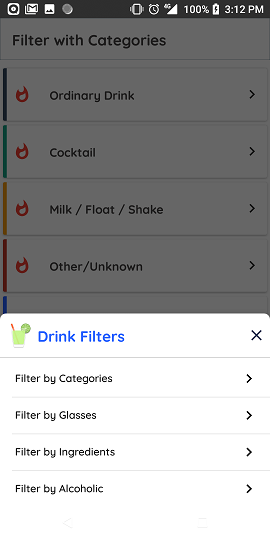 100% 3:12 PM
Filter with Categories
Ordinary Drink
Cocktail
Milk / Float / Shake
Other/Unknown
Drink Filters
Filter by Categories
Filter by Glasses
Filter by Ingredients
Filter by Alcoholic